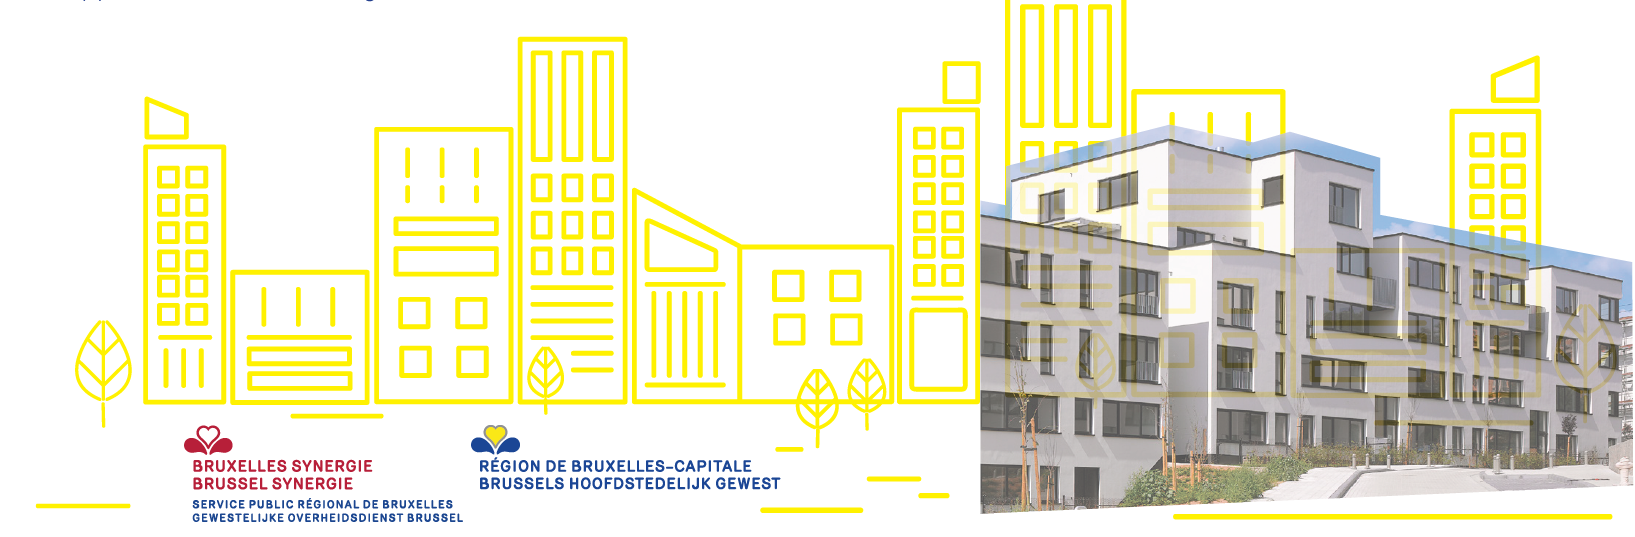 BRUXELLES SYNERGIE
BRUSSEL SYNERGIE
SERVICE PUBLIC RÉGIONAL DE BRUXELLES
GEWESTELIJKE OVERHEIDSDIENST BRUSSEL
RÉGION DE BRUXELLES-CAPITALE
BRUSSELS HOOFDSTEDELIJK GEWEST